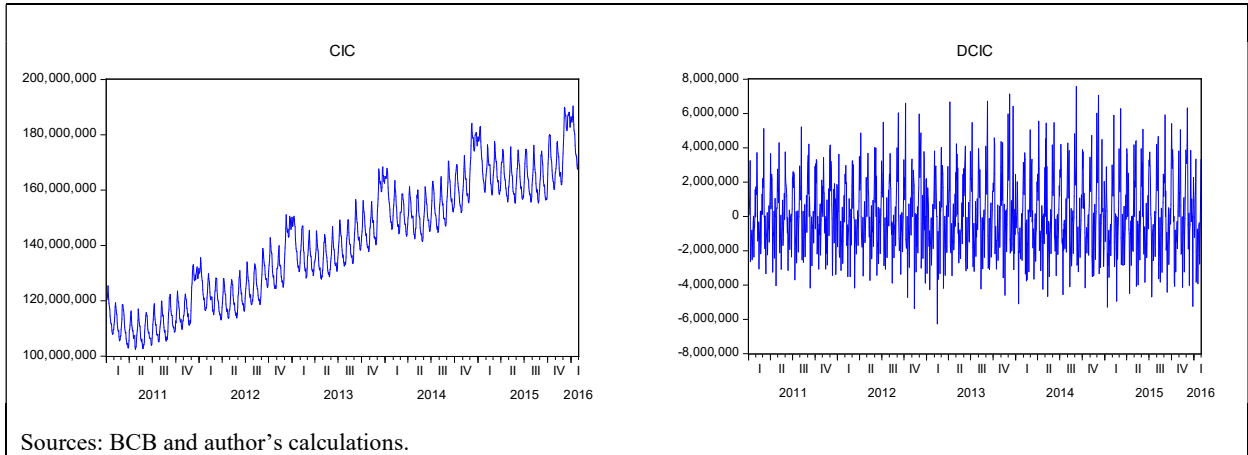 CIC
200,000,000
180,000,000
160,000,000
140,000,000
120,000,000
100,000,000
I II III IV I II III IV I II III IV I II III IV I II III IV I
2011 2012 2013 2014 2015 2016
DCIC
8,000,000
6,000,000
4,000,000
2,000,000
0
-2,000,000
-4,000,000
-6,000,000
-8,000,000
I II III IV I II III IV I II III IV I II III IV I II III IV I
2011 2012 2013 2014 2015 2016
Sources: BCB and author’s calculations.